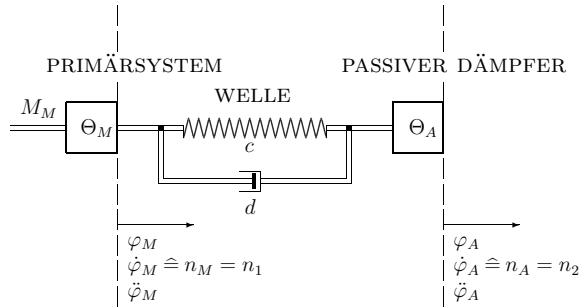 PRIMÄRSYSTEM PASSIVER DÄMPFER
WELLE
M_M
Θ_M
Θ_A
c
d
φ_M
φ̇_M ≙ n_M = n_1
φ̈_M
φ_A
φ̇_A ≙ n_A = n_2
φ̈_A